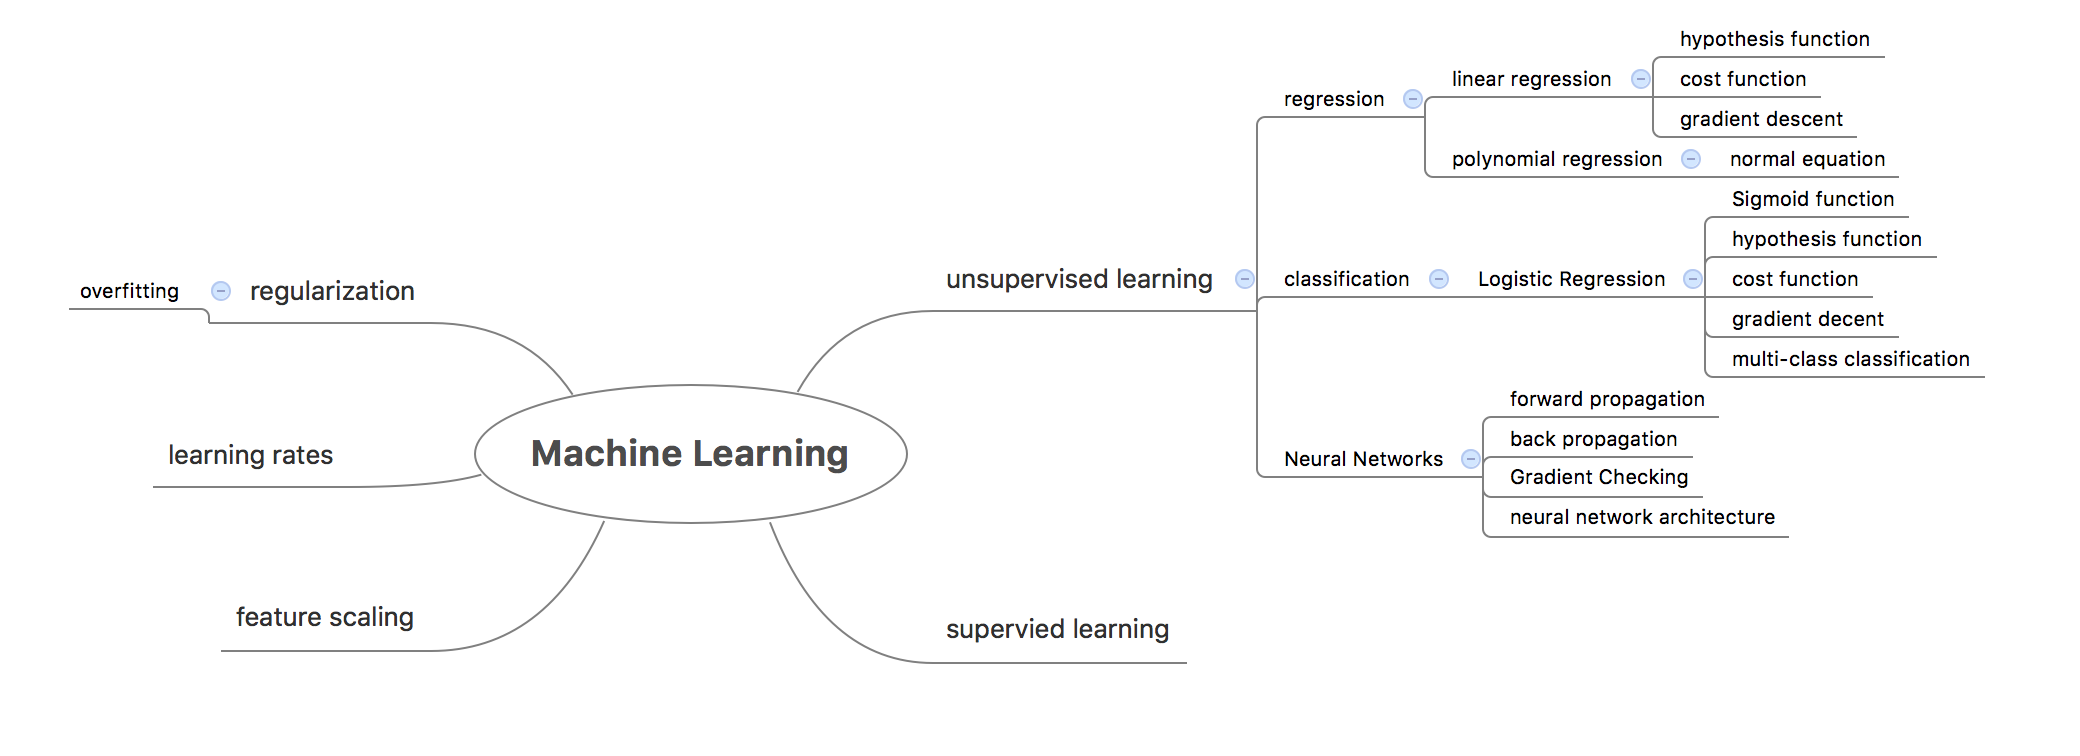 hypothesis function
linear regression
cost function
regression
gradient descent
polynomial regression
normal equation
Sigmoid function
hypothesis function
unsupervised learning
classification
Logistic Regression
cost function
gradient decent
multi-class classification
forward propagation
back propagation
Neural Networks
Gradient Checking
neural network architecture
overfitting
regularization
learning rates
Machine Learning
feature scaling
supervied learning